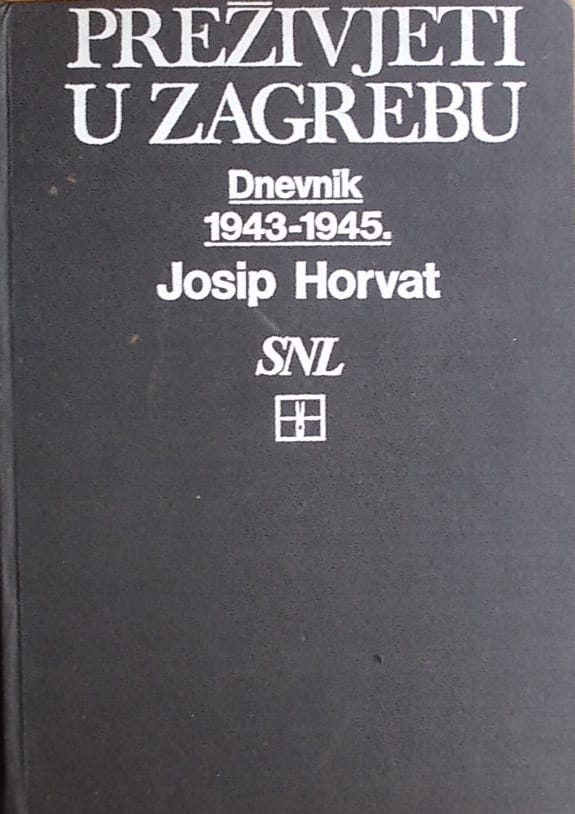 PREŽIVJETI
U ZAGREBU
Dnevnik
1943-1945.
Josip Horvat
SNL